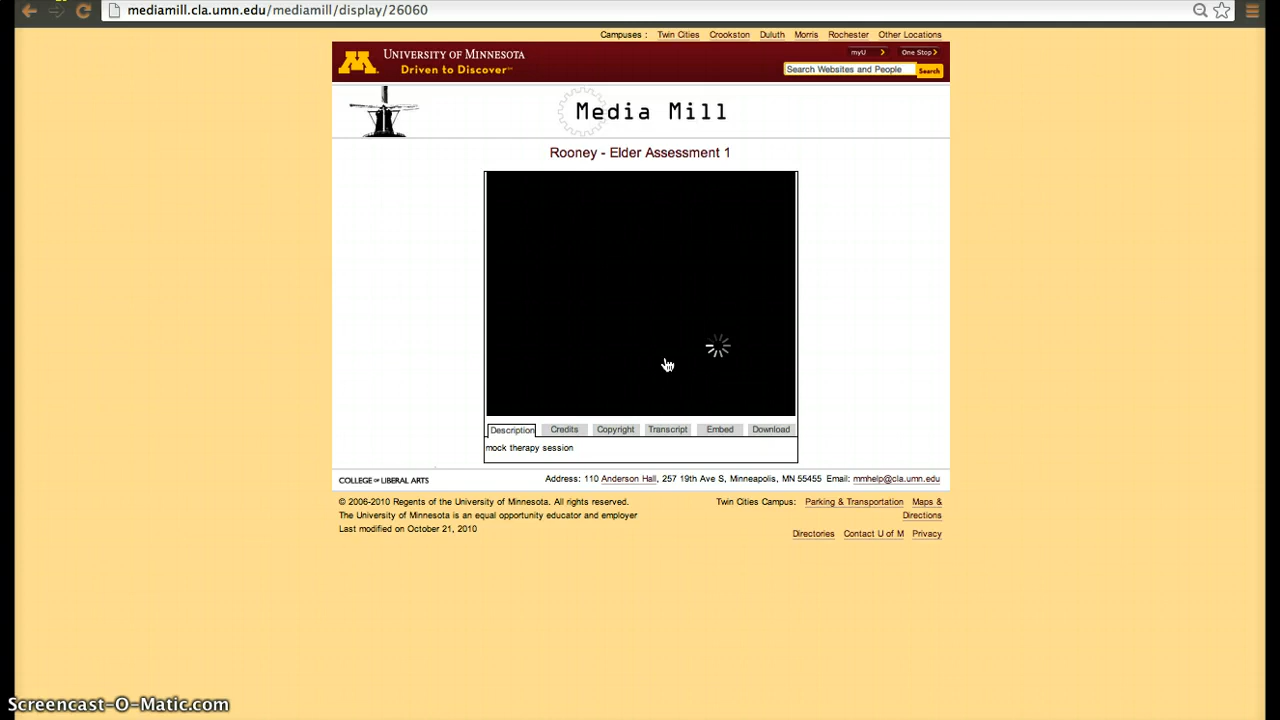 mediamill.cla.umn.edu/mediamill/display/26060
Campuses : Twin Cities Crookston Duluth Morris Rochester Other Locations
UNIVERSITY OF MINNESOTA
Driven to Discover℠
myU One Stop
Search Websites and People Search
Media Mill
Rooney - Elder Assessment 1
Description Credits Copyright Transcript Embed Download
mock therapy session
COLLEGE OF LIBERAL ARTS
Address: 110 Anderson Hall, 257 19th Ave S, Minneapolis, MN 55455 Email: mmhelp@cla.umn.edu
© 2006-2010 Regents of the University of Minnesota. All rights reserved.
The University of Minnesota is an equal opportunity educator and employer
Last modified on October 21, 2010
Twin Cities Campus: Parking & Transportation Maps &
Directions
Directories Contact U of M Privacy
Screencast-O-Matic.com